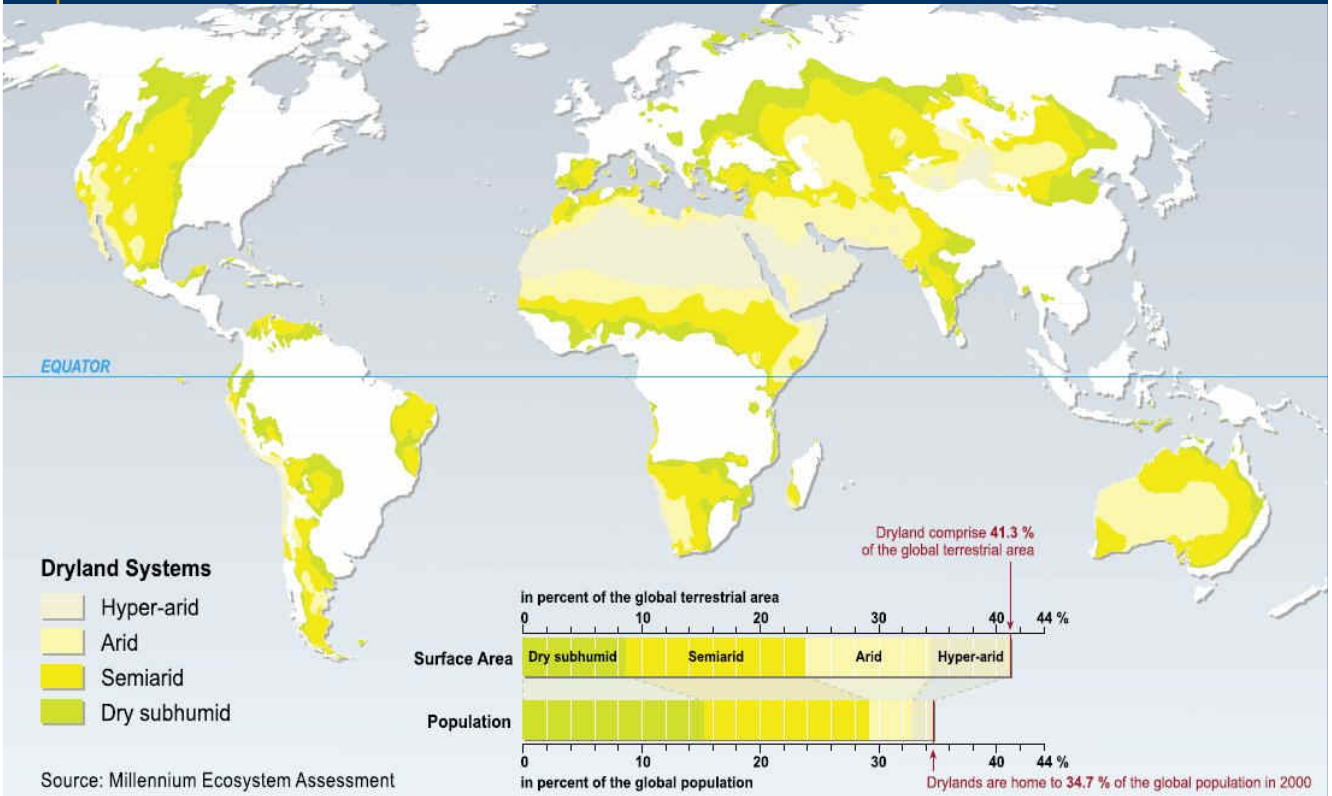 EQUATOR
Dryland comprise 41.3 %
of the global terrestrial area
Dryland Systems
Hyper-arid
Arid
Semiarid
Dry subhumid
Source: Millennium Ecosystem Assessment
in percent of the global terrestrial area
0 10 20 30 40 44 %
Surface Area Dry subhumid Semiarid Arid Hyper-arid
Population
0 10 20 30 40 44 %
in percent of the global population
Drylands are home to 34.7 % of the global population in 2000